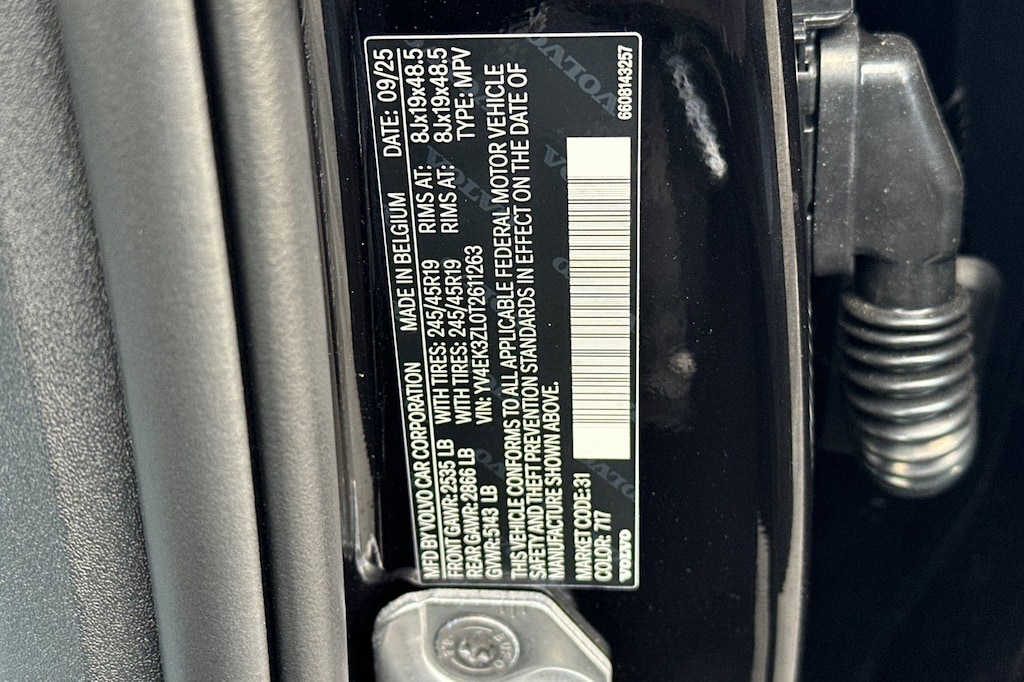 MFD BY VOLVO CAR CORPORATION MADE IN BELGIUM DATE: 09/25
FRONT GAWR: 2535 LB WITH TIRES: 245/45R19 RIMS AT: 8Jx19x48.5
REAR GAWR: 2866 LB WITH TIRES: 245/45R19 RIMS AT: 8Jx19x48.5
GVWR: 5143 LB VIN: YV4EK3ZL0T2611263 TYPE: MPV
THIS VEHICLE CONFORMS TO ALL APPLICABLE FEDERAL MOTOR VEHICLE
SAFETY AND THEFT PREVENTION STANDARDS IN EFFECT ON THE DATE OF
MANUFACTURE SHOWN ABOVE.
MARKET CODE: 31
COLOR: 717
VOLVO 6608143257